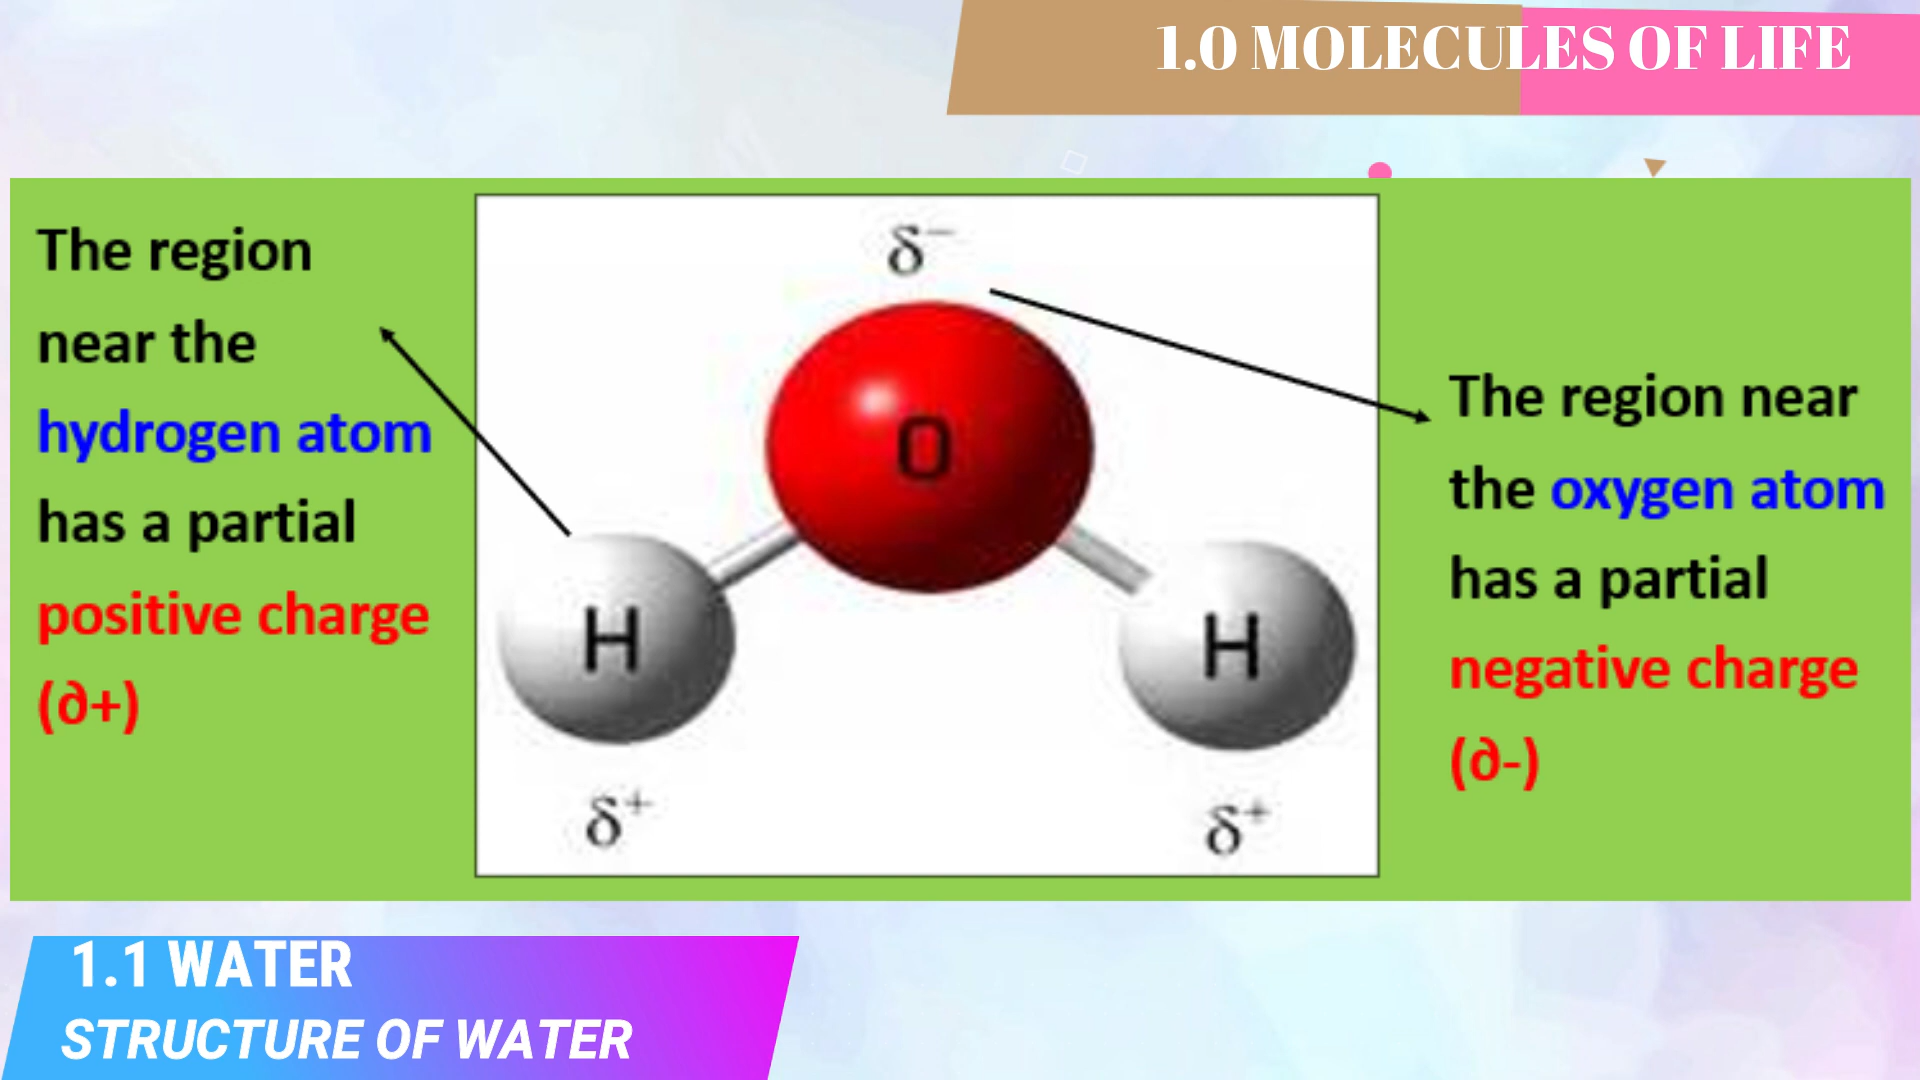 1.0 MOLECULES OF LIFE
The region
near the
hydrogen atom
has a partial
positive charge
(∂+)
δ⁻
O
H
H
δ⁺
δ⁺
The region near
the oxygen atom
has a partial
negative charge
(∂-)
1.1 WATER
STRUCTURE OF WATER